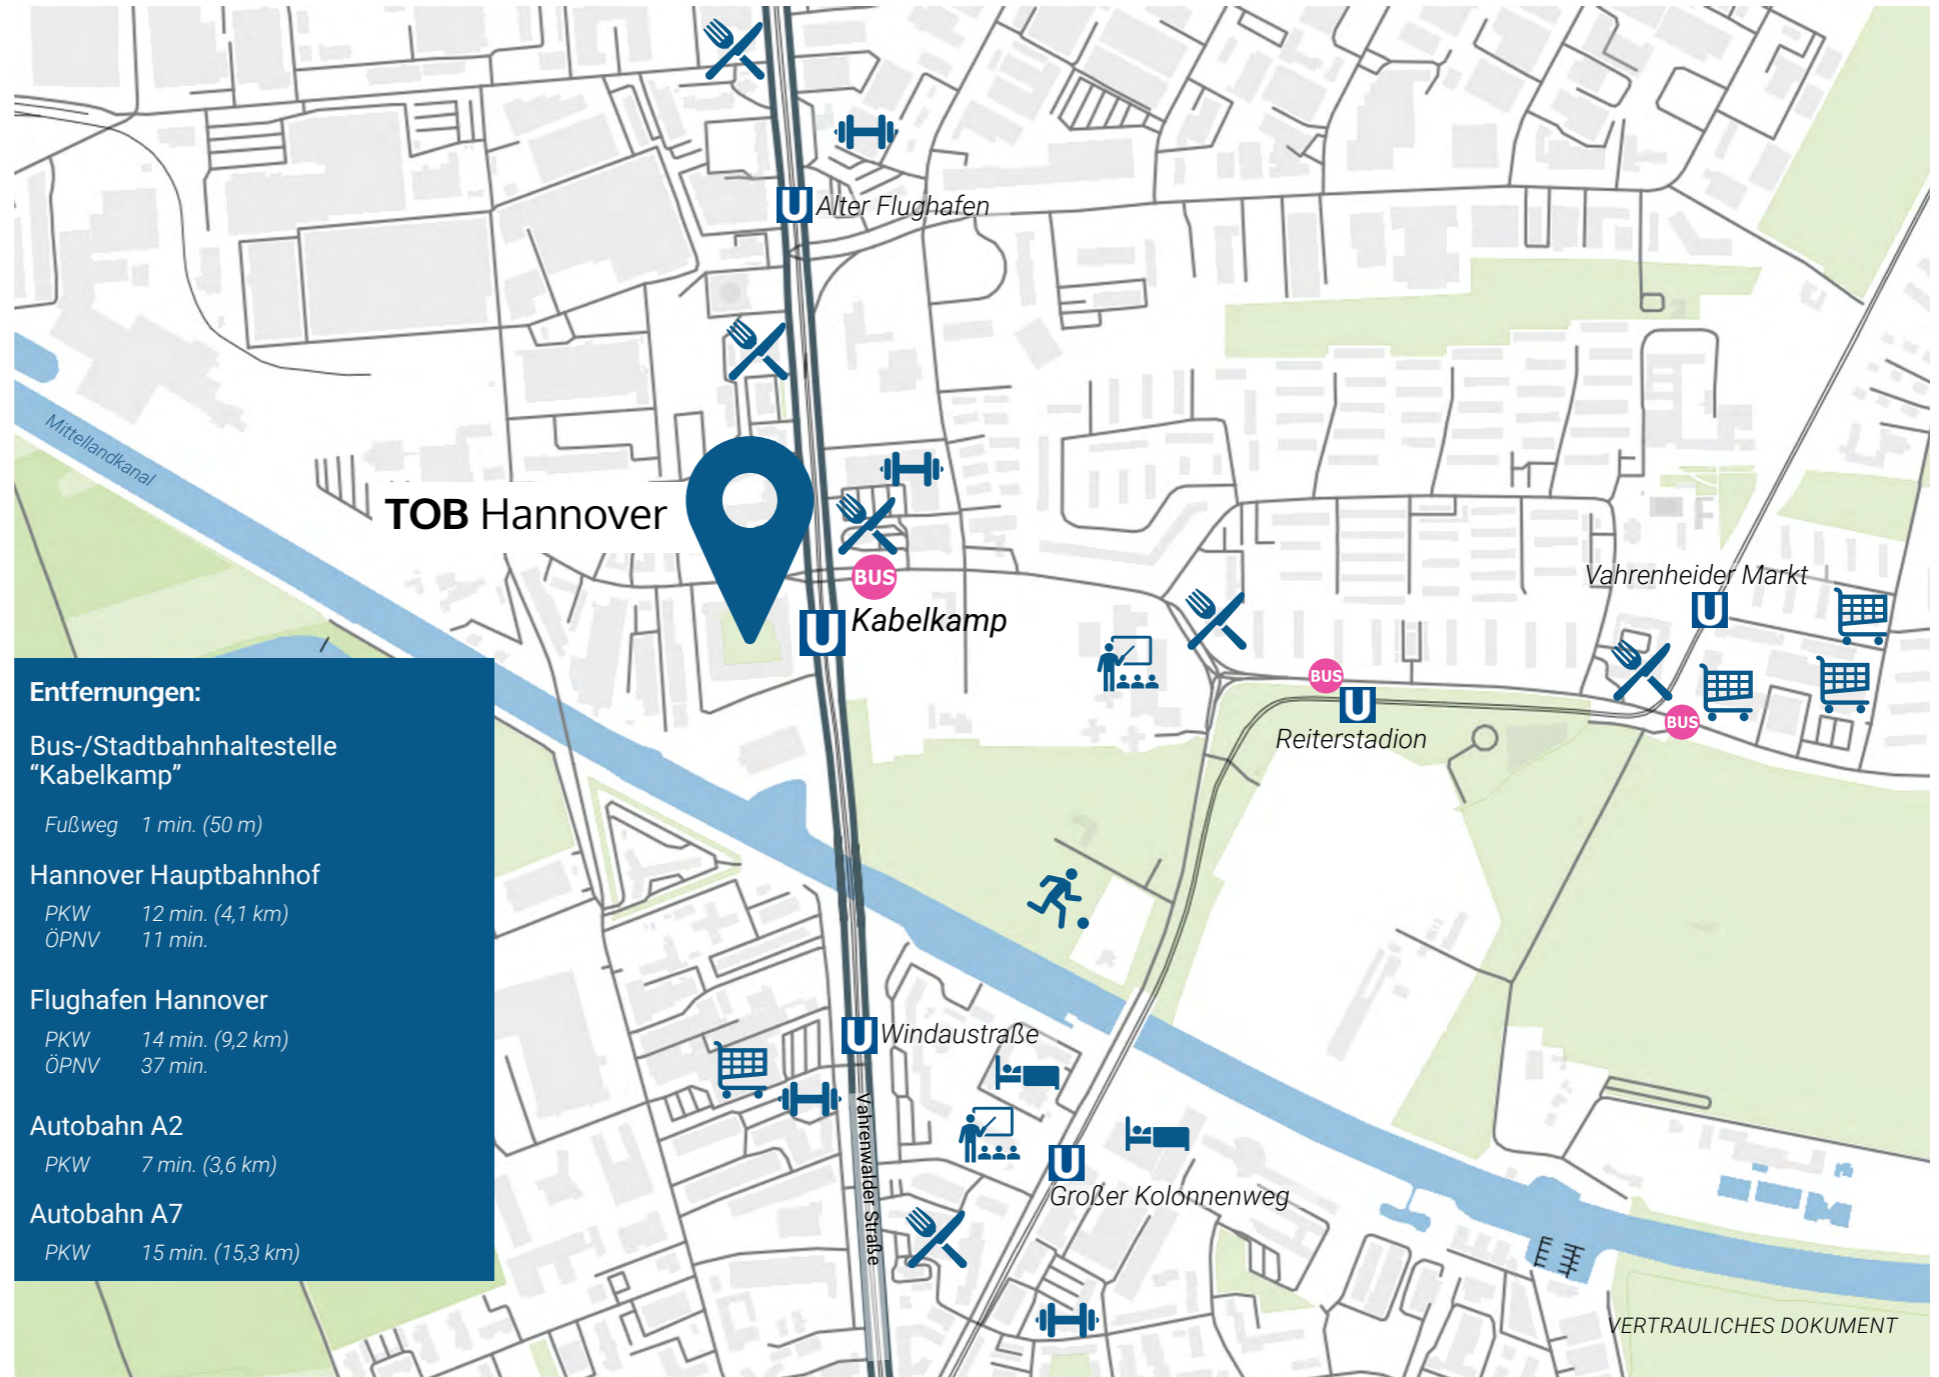 U Alter Flughafen
Mittellandkanal
TOB Hannover
BUS
U Kabelkamp
Vahrenheider Markt
U
BUS
U
Reiterstadion
BUS
Entfernungen:
Bus-/Stadtbahnhaltestelle
“Kabelkamp”
Fußweg 1 min. (50 m)
Hannover Hauptbahnhof
PKW 12 min. (4,1 km)
ÖPNV 11 min.
Flughafen Hannover
PKW 14 min. (9,2 km)
ÖPNV 37 min.
Autobahn A2
PKW 7 min. (3,6 km)
Autobahn A7
PKW 15 min. (15,3 km)
U Windaustraße
Vahrenwalder Straße
U
Großer Kolonnenweg
VERTRAULICHES DOKUMENT